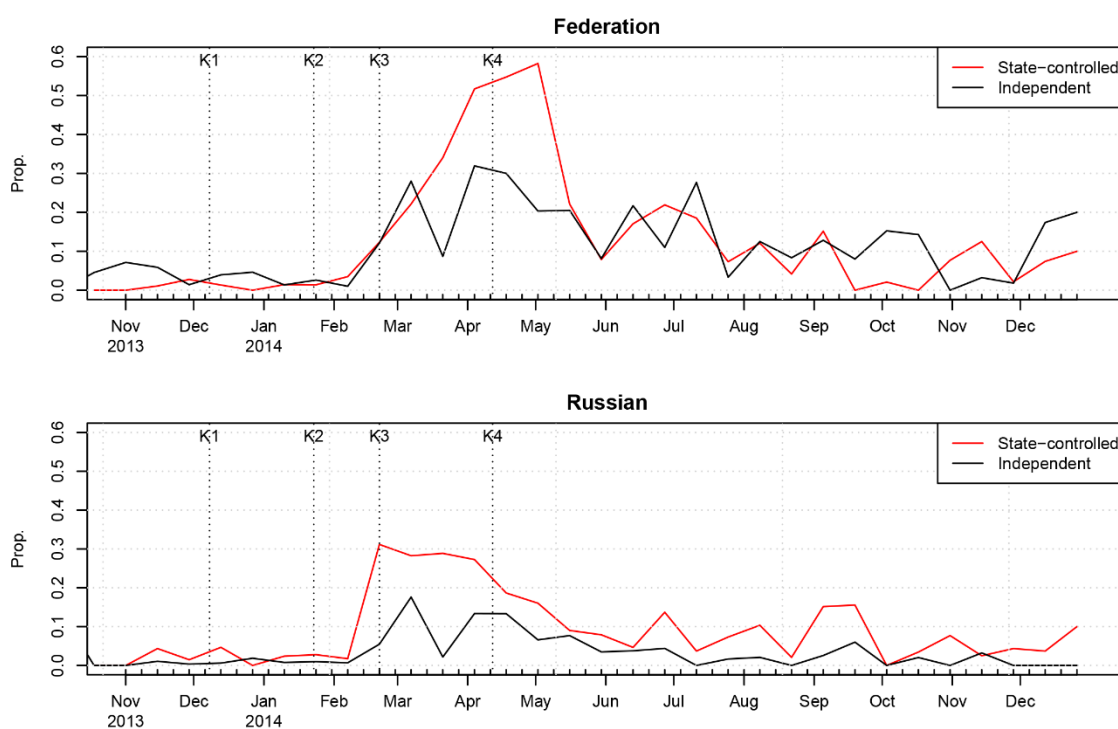 Federation
K1 K2 K3 K4
State-controlled
Independent
Prop.
0.6
0.5
0.4
0.3
0.2
0.1
0.0
Nov Dec Jan Feb Mar Apr May Jun Jul Aug Sep Oct Nov Dec
2013 2014
Russian
K1 K2 K3 K4
State-controlled
Independent
Prop.
0.6
0.5
0.4
0.3
0.2
0.1
0.0
Nov Dec Jan Feb Mar Apr May Jun Jul Aug Sep Oct Nov Dec
2013 2014